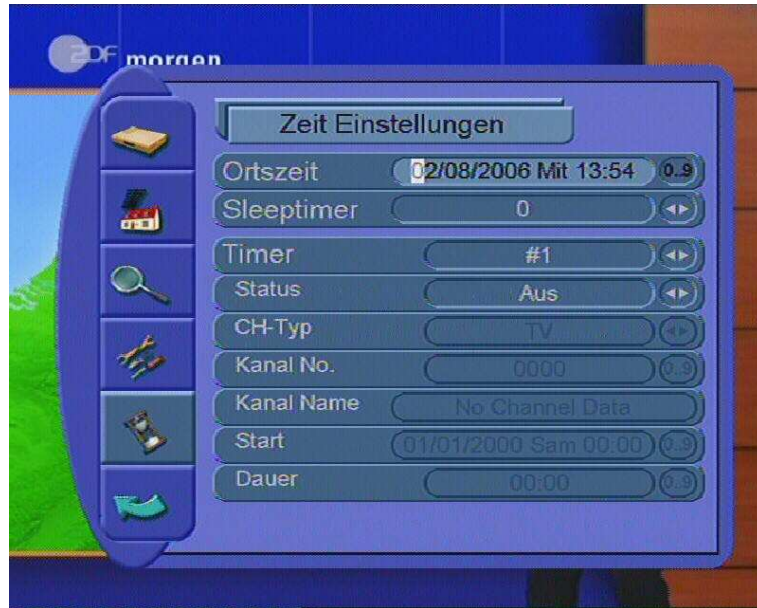 ZDF morgen
Zeit Einstellungen
Ortszeit 02/08/2006 Mit 13:54 0..9
Sleeptimer 0
Timer #1
Status Aus
CH-Typ TV
Kanal No. 0000 0..9
Kanal Name No Channel Data
Start 01/01/2000 Sam 00:00 0..9
Dauer 00:00 0..9